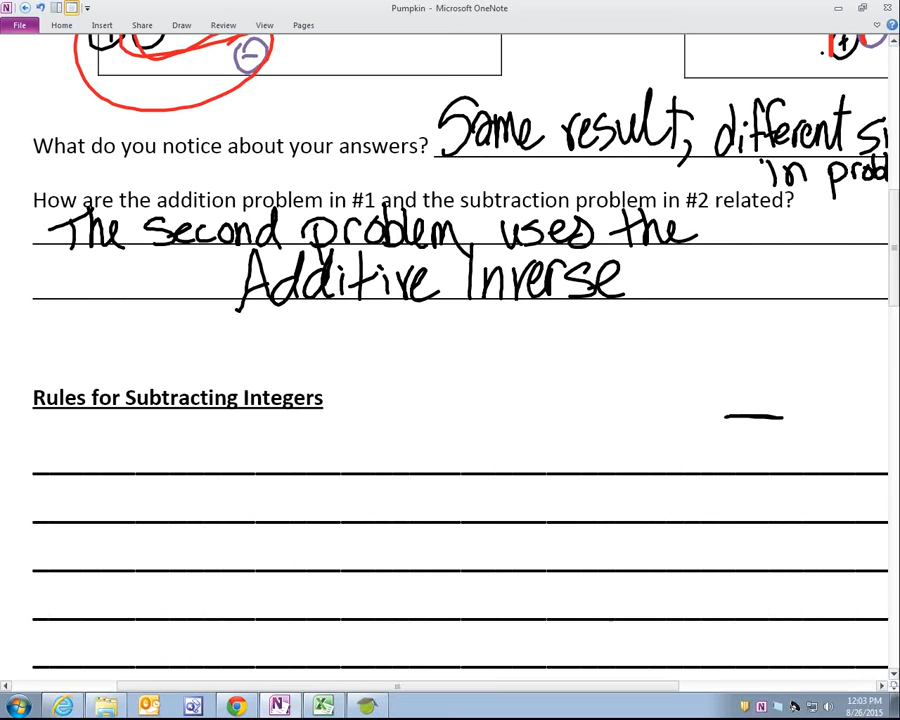 Pumpkin - Microsoft OneNote
File Home Insert Share Draw Review View Pages
What do you notice about your answers? Same result, different si
in prob
How are the addition problem in #1 and the subtraction problem in #2 related?
The second problem uses the
Additive Inverse
Rules for Subtracting Integers
12:03 PM
8/26/2015